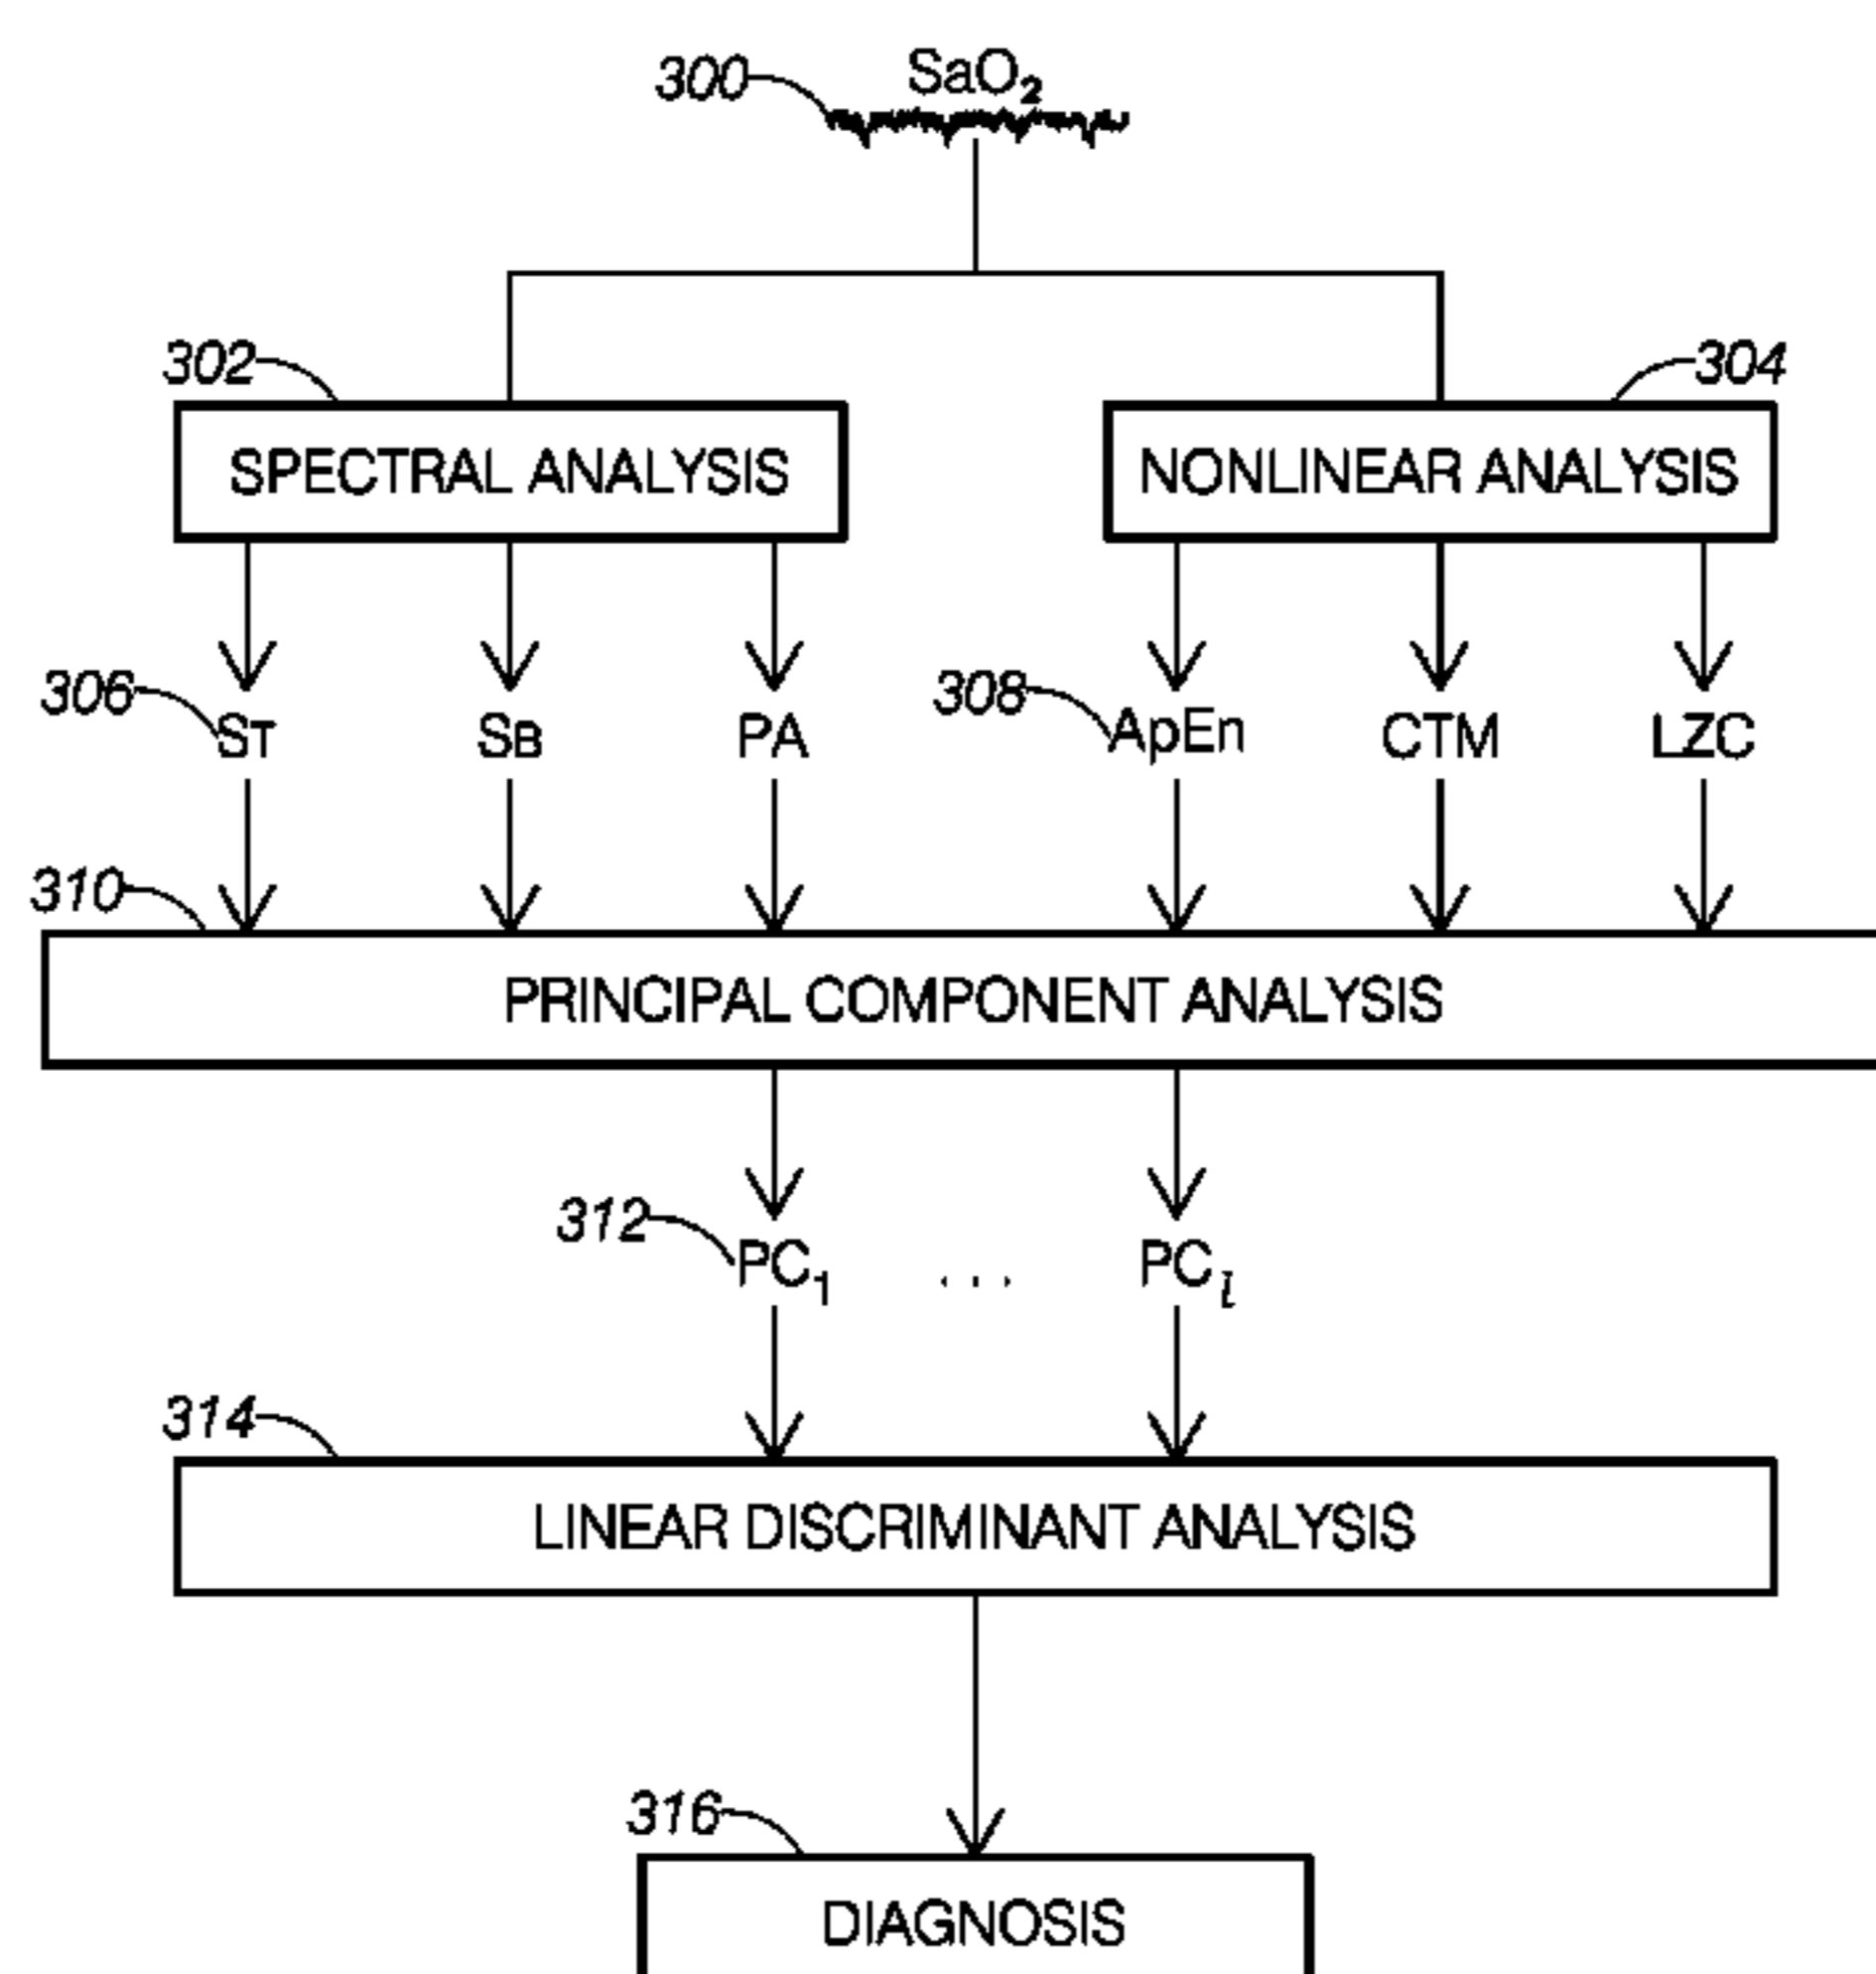 300 SaO₂
302 304
SPECTRAL ANALYSIS NONLINEAR ANALYSIS
306 308
ST SB PA ApEn CTM LZC
310
PRINCIPAL COMPONENT ANALYSIS
312
PC₁ ... PC_l
314
LINEAR DISCRIMINANT ANALYSIS
316
DIAGNOSIS